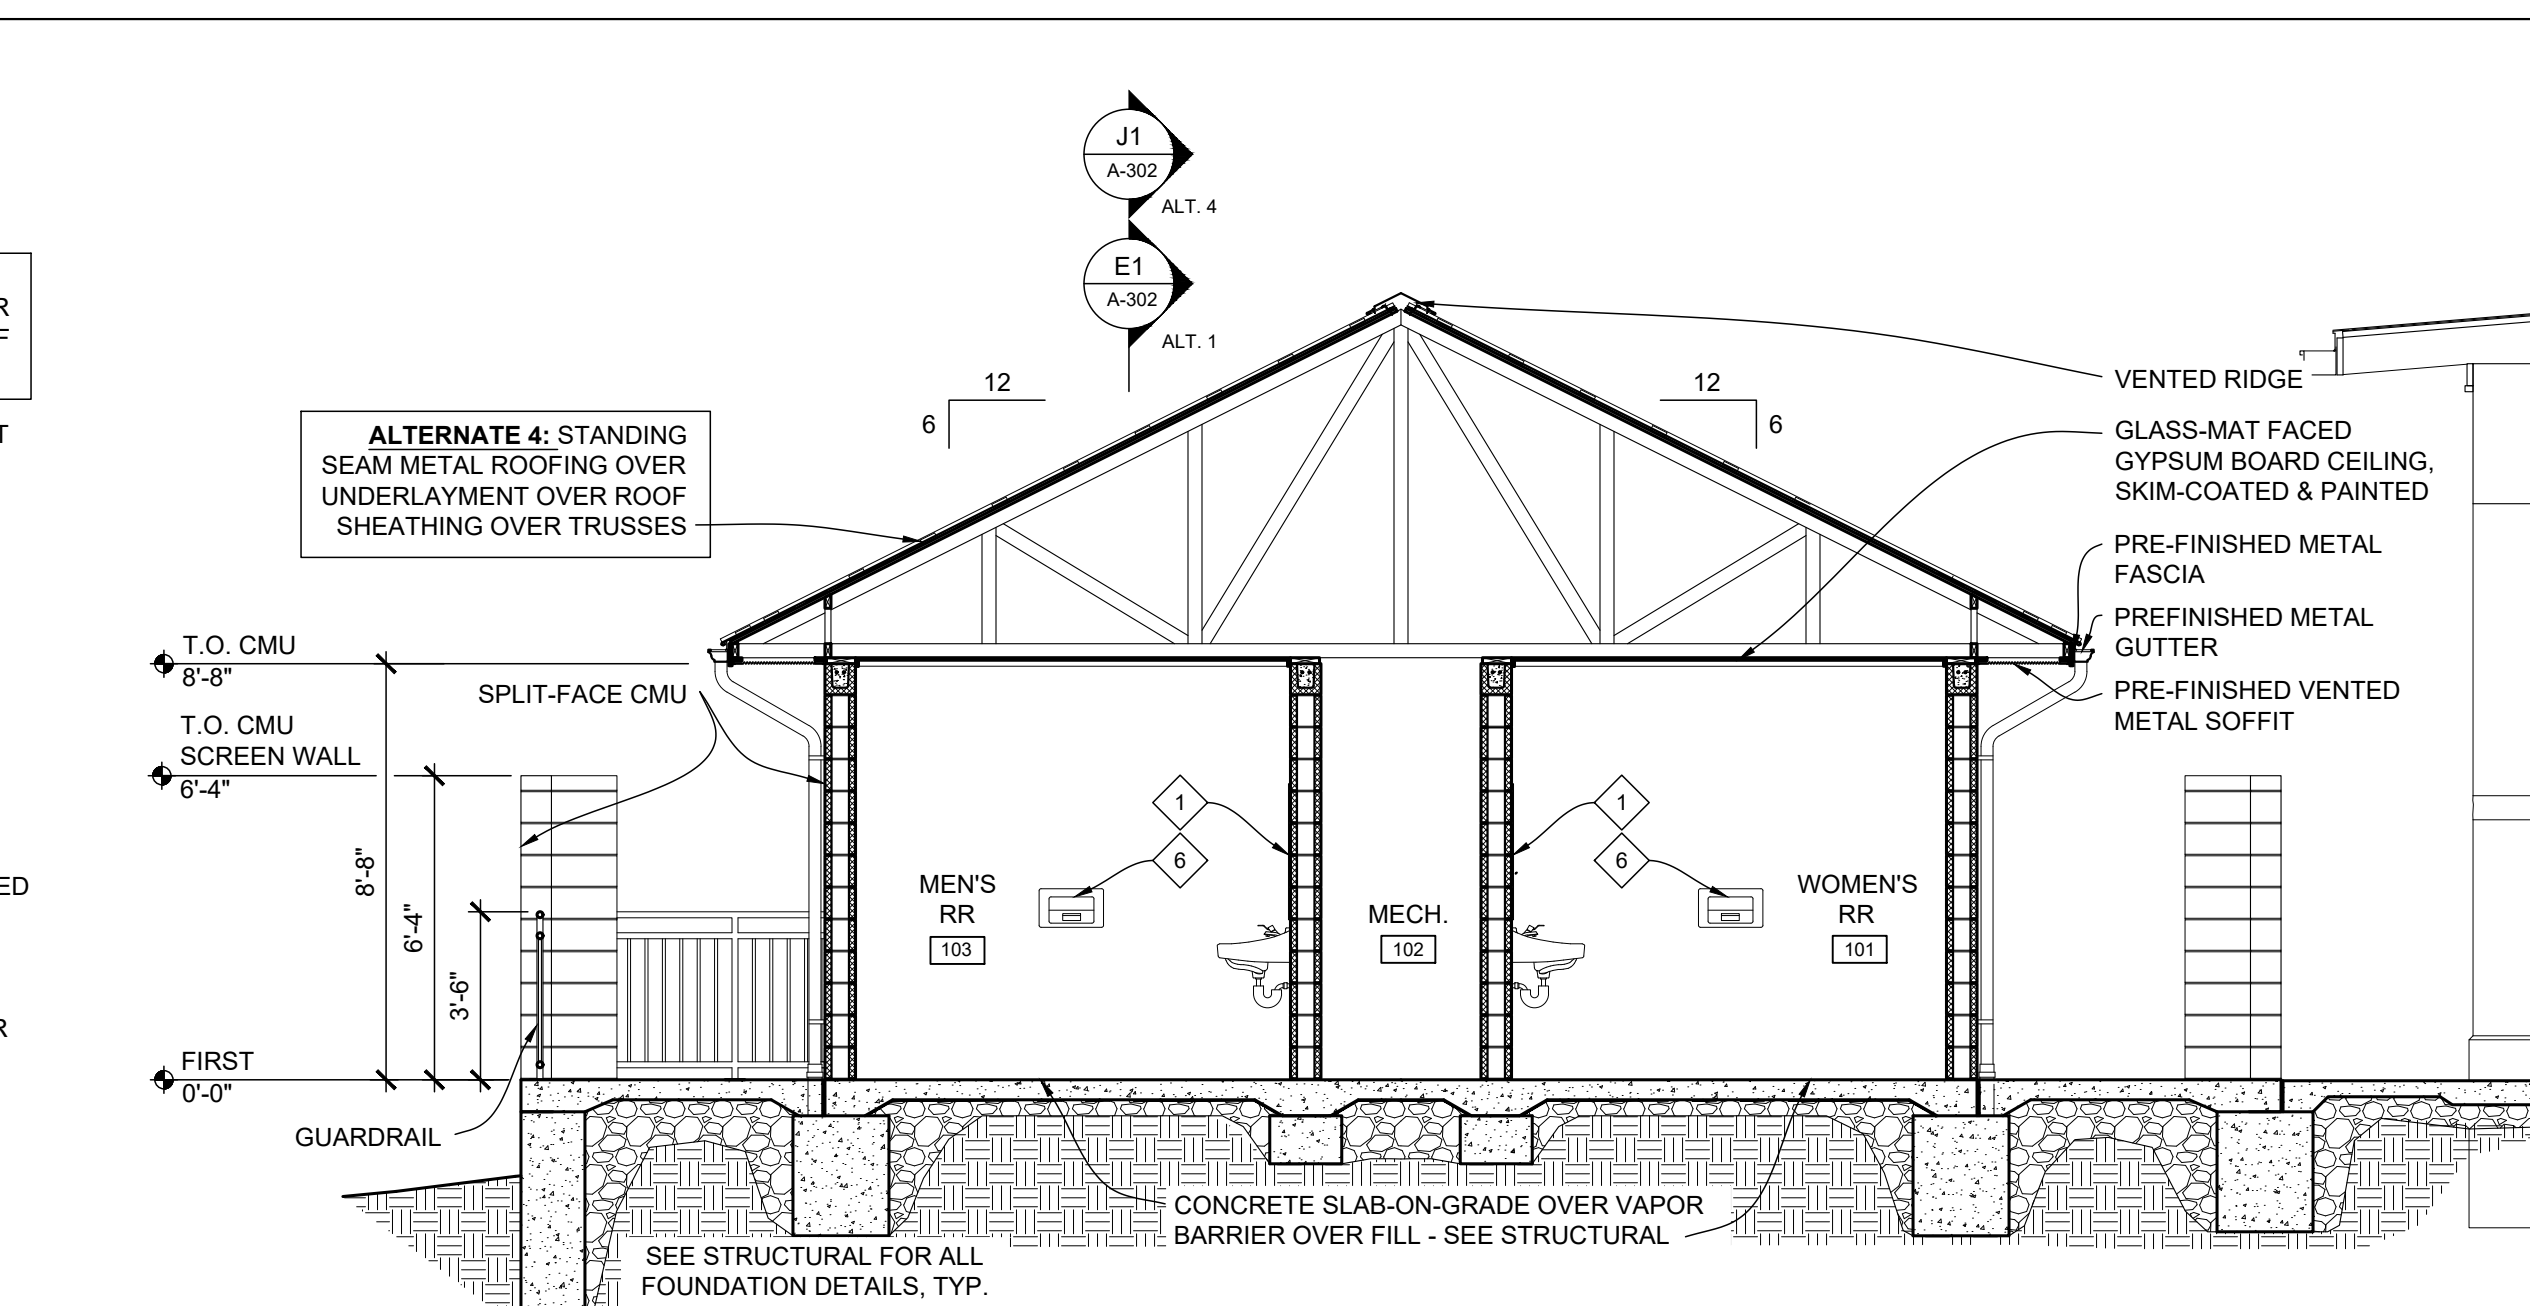 J1
A-302
ALT. 4
E1
A-302
ALT. 1
R
F
T
ED
R
12
6
12
6
ALTERNATE 4: STANDING
SEAM METAL ROOFING OVER
UNDERLAYMENT OVER ROOF
SHEATHING OVER TRUSSES
VENTED RIDGE
GLASS-MAT FACED
GYPSUM BOARD CEILING,
SKIM-COATED & PAINTED
PRE-FINISHED METAL
FASCIA
PREFINISHED METAL
GUTTER
PRE-FINISHED VENTED
METAL SOFFIT
T.O. CMU
8'-8"
SPLIT-FACE CMU
T.O. CMU
SCREEN WALL
6'-4"
8'-8"
6'-4"
3'-6"
1
6
1
6
MEN'S
RR
103
MECH.
102
WOMEN'S
RR
101
FIRST
0'-0"
GUARDRAIL
CONCRETE SLAB-ON-GRADE OVER VAPOR
BARRIER OVER FILL - SEE STRUCTURAL
SEE STRUCTURAL FOR ALL
FOUNDATION DETAILS, TYP.